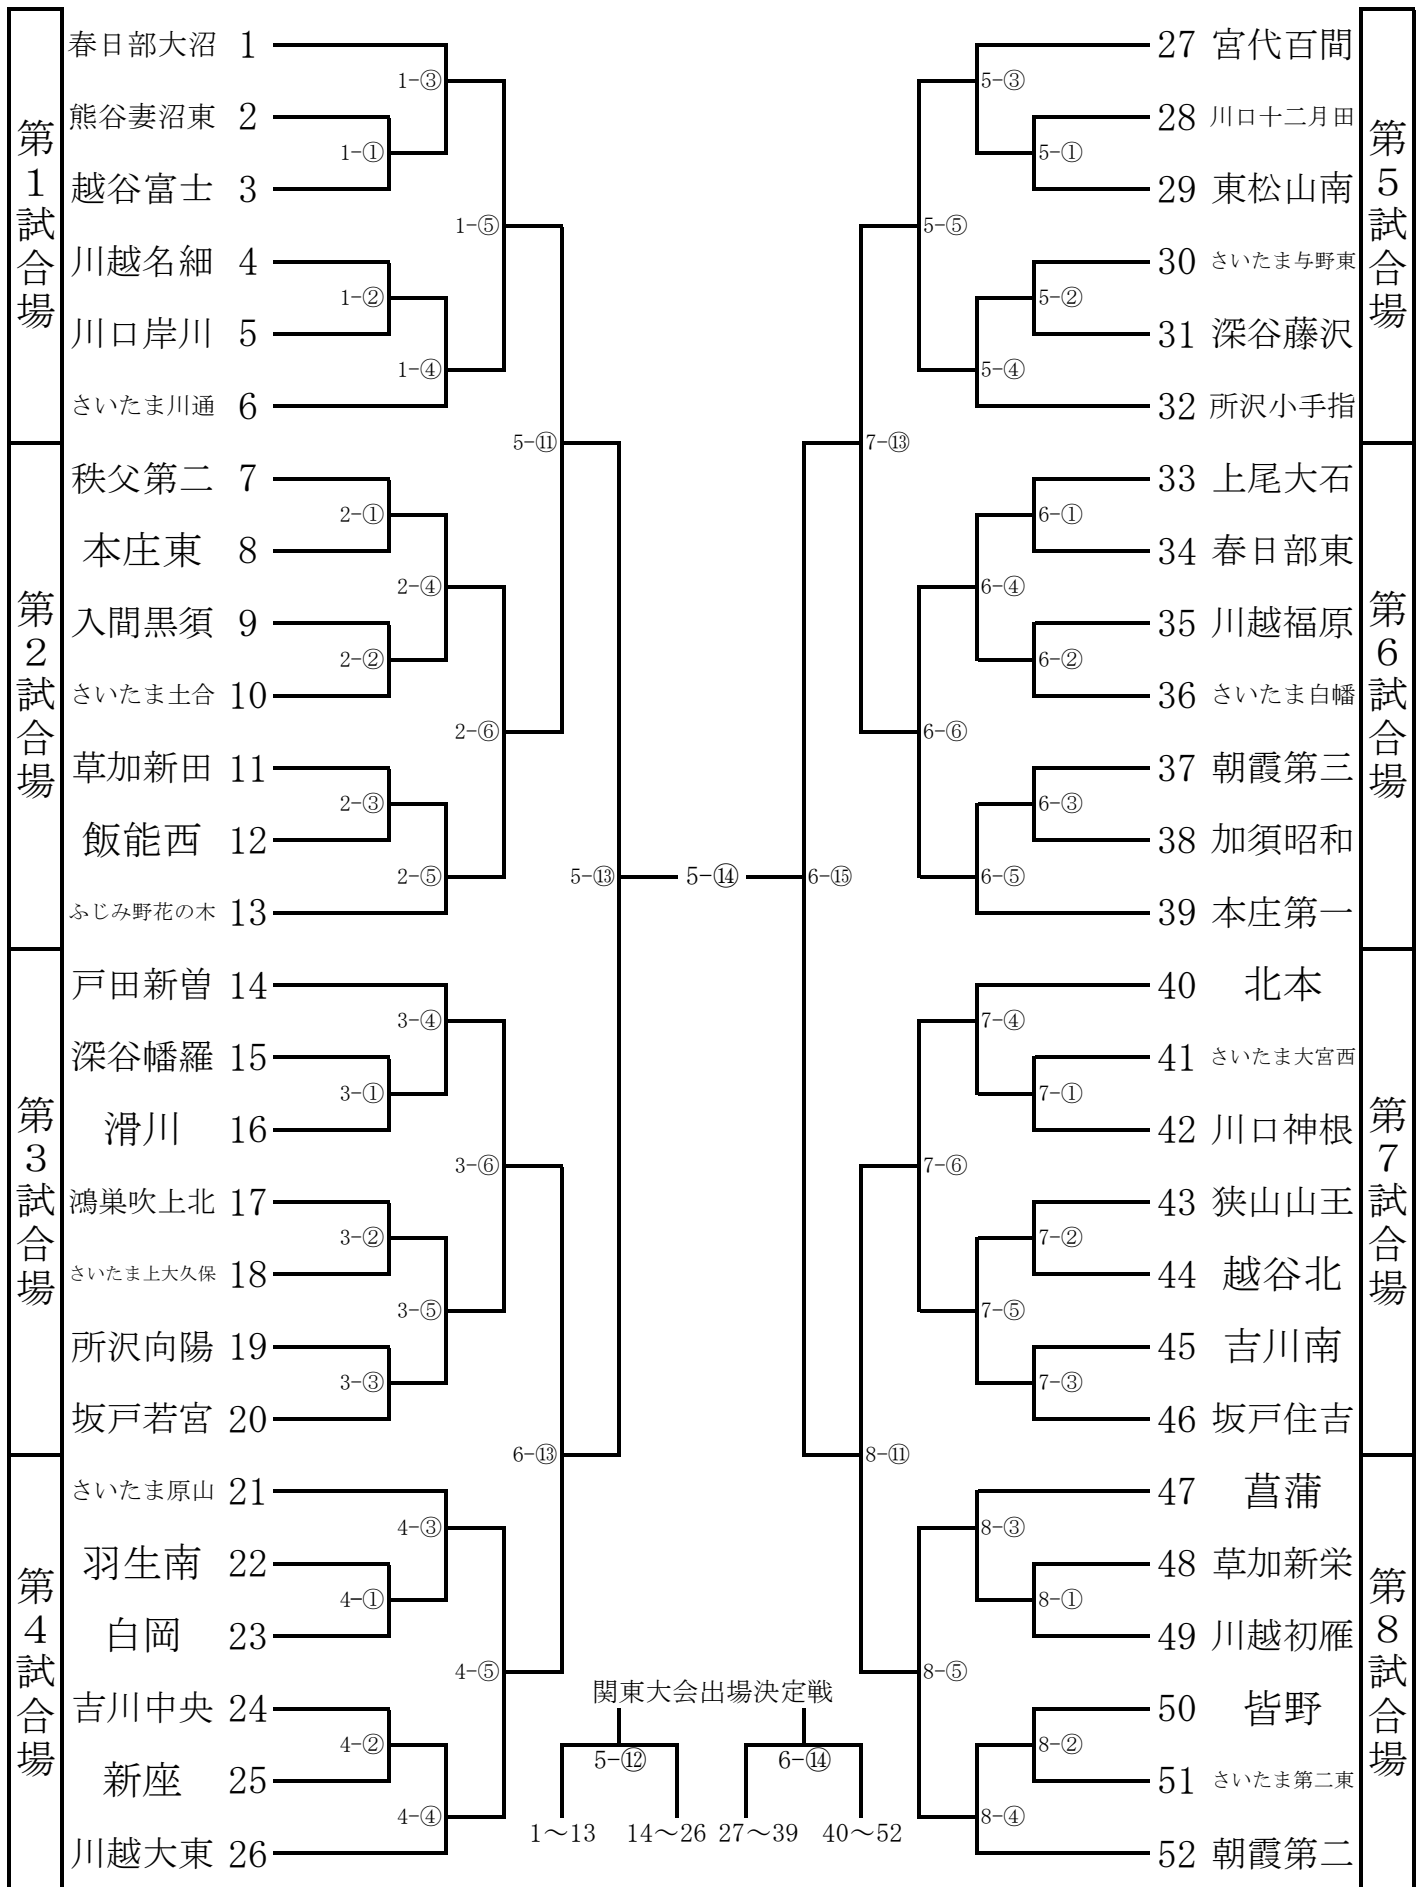 第1試合場
春日部大沼 1
熊谷妻沼東 2
越谷富士 3
川越名細 4
川口岸川 5
さいたま川通 6
1-③
1-①
1-⑤
1-②
1-④
5-⑪
第2試合場
秩父第二 7
本庄東 8
入間黒須 9
さいたま土合 10
草加新田 11
飯能西 12
ふじみ野花の木 13
2-①
2-④
2-②
2-⑥
2-③
2-⑤
5-⑬
5-⑭
6-⑮
第3試合場
戸田新曽 14
深谷幡羅 15
滑川 16
鴻巣吹上北 17
さいたま上大久保 18
所沢向陽 19
坂戸若宮 20
3-④
3-①
3-⑥
3-②
3-⑤
3-③
6-⑬
第4試合場
さいたま原山 21
羽生南 22
白岡 23
吉川中央 24
新座 25
川越大東 26
4-③
4-①
4-⑤
4-②
4-④
第5試合場
27 宮代百間
28 川口十二月田
29 東松山南
30 さいたま与野東
31 深谷藤沢
32 所沢小手指
5-③
5-①
5-⑤
5-②
5-④
7-⑬
第6試合場
33 上尾大石
34 春日部東
35 川越福原
36 さいたま白幡
37 朝霞第三
38 加須昭和
39 本庄第一
6-①
6-④
6-②
6-⑥
6-③
6-⑤
第7試合場
40 北本
41 さいたま大宮西
42 川口神根
43 狭山山王
44 越谷北
45 吉川南
46 坂戸住吉
7-④
7-①
7-⑥
7-②
7-⑤
7-③
8-⑪
第8試合場
47 菖蒲
48 草加新栄
49 川越初雁
50 皆野
51 さいたま第二東
52 朝霞第二
8-③
8-①
8-⑤
8-②
8-④
関東大会出場決定戦
5-⑫
6-⑭
1～13 14～26 27～39 40～52